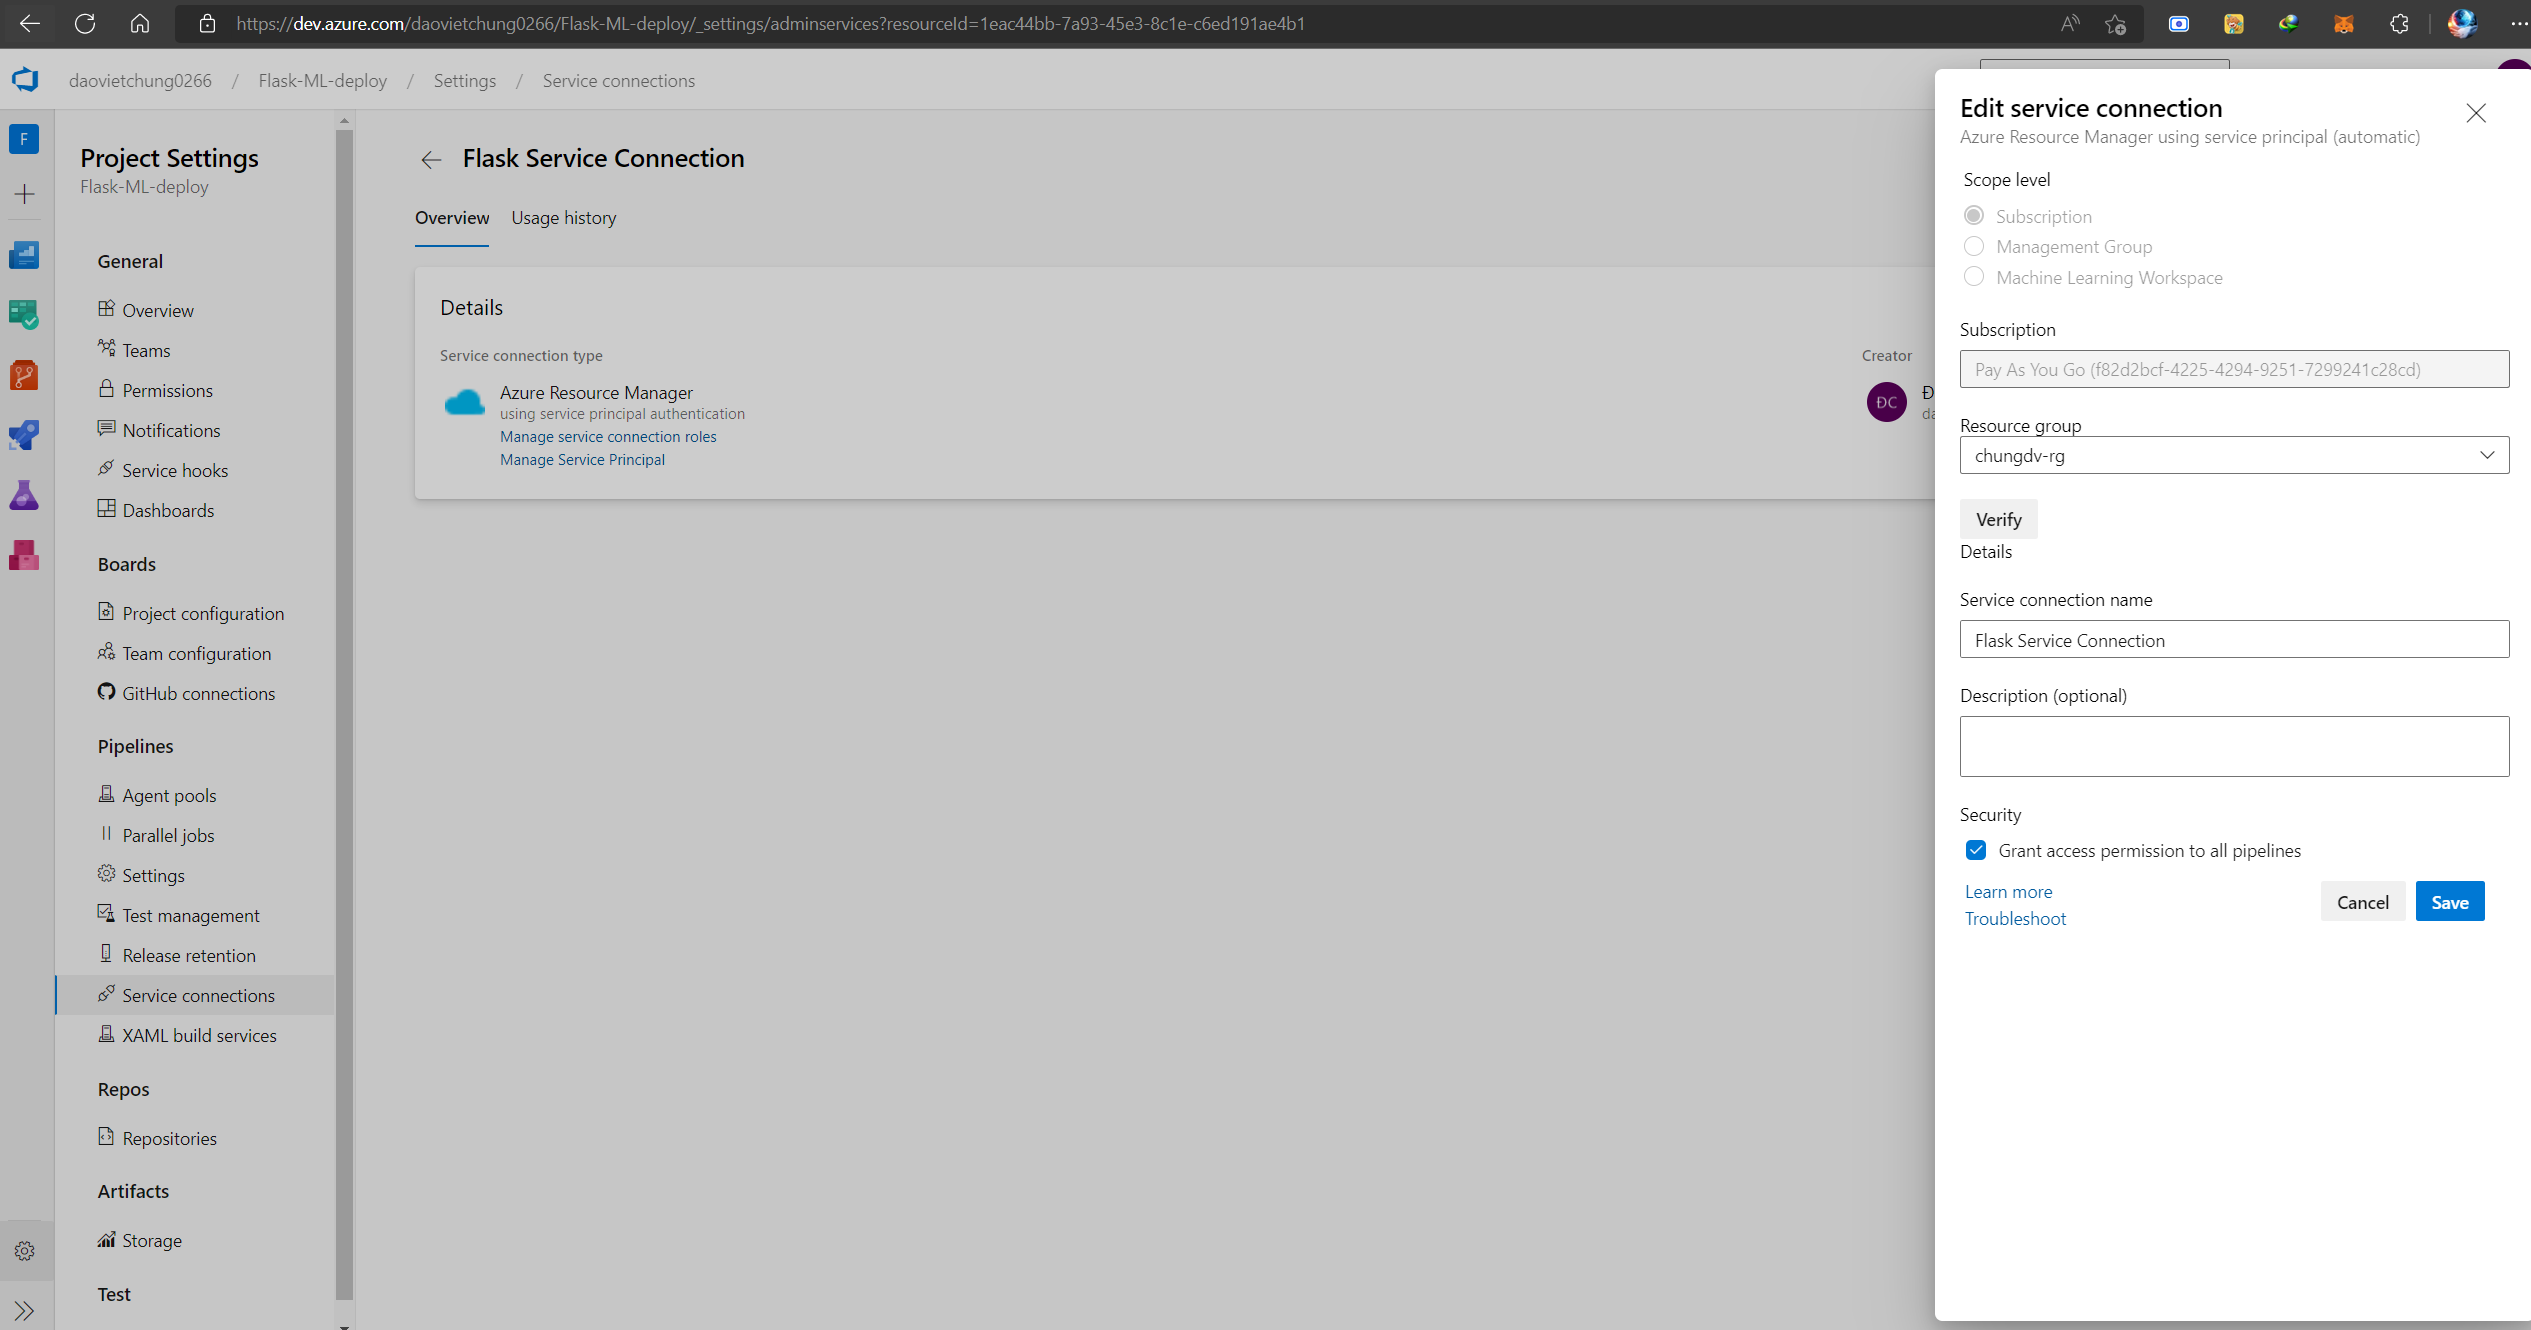 https://dev.azure.com/daovietchung0266/Flask-ML-deploy/_settings/adminservices?resourceId=1eac44bb-7a93-45e3-8c1e-c6ed191ae4b1
daovietchung0266 / Flask-ML-deploy / Settings / Service connections
F
Project Settings
Flask-ML-deploy
General
Overview
Teams
Permissions
Notifications
Service hooks
Dashboards
Boards
Project configuration
Team configuration
GitHub connections
Pipelines
Agent pools
Parallel jobs
Settings
Test management
Release retention
Service connections
XAML build services
Repos
Repositories
Artifacts
Storage
Test
Flask Service Connection
Overview Usage history
Details
Service connection type
Azure Resource Manager
using service principal authentication
Manage service connection roles
Manage Service Principal
Creator
ĐC
Đ
da
Edit service connection
Azure Resource Manager using service principal (automatic)
Scope level
Subscription
Management Group
Machine Learning Workspace
Subscription
Pay As You Go (f82d2bcf-4225-4294-9251-7299241c28cd)
Resource group
chungdv-rg
Verify
Details
Service connection name
Flask Service Connection
Description (optional)
Security
Grant access permission to all pipelines
Learn more
Troubleshoot
Cancel
Save